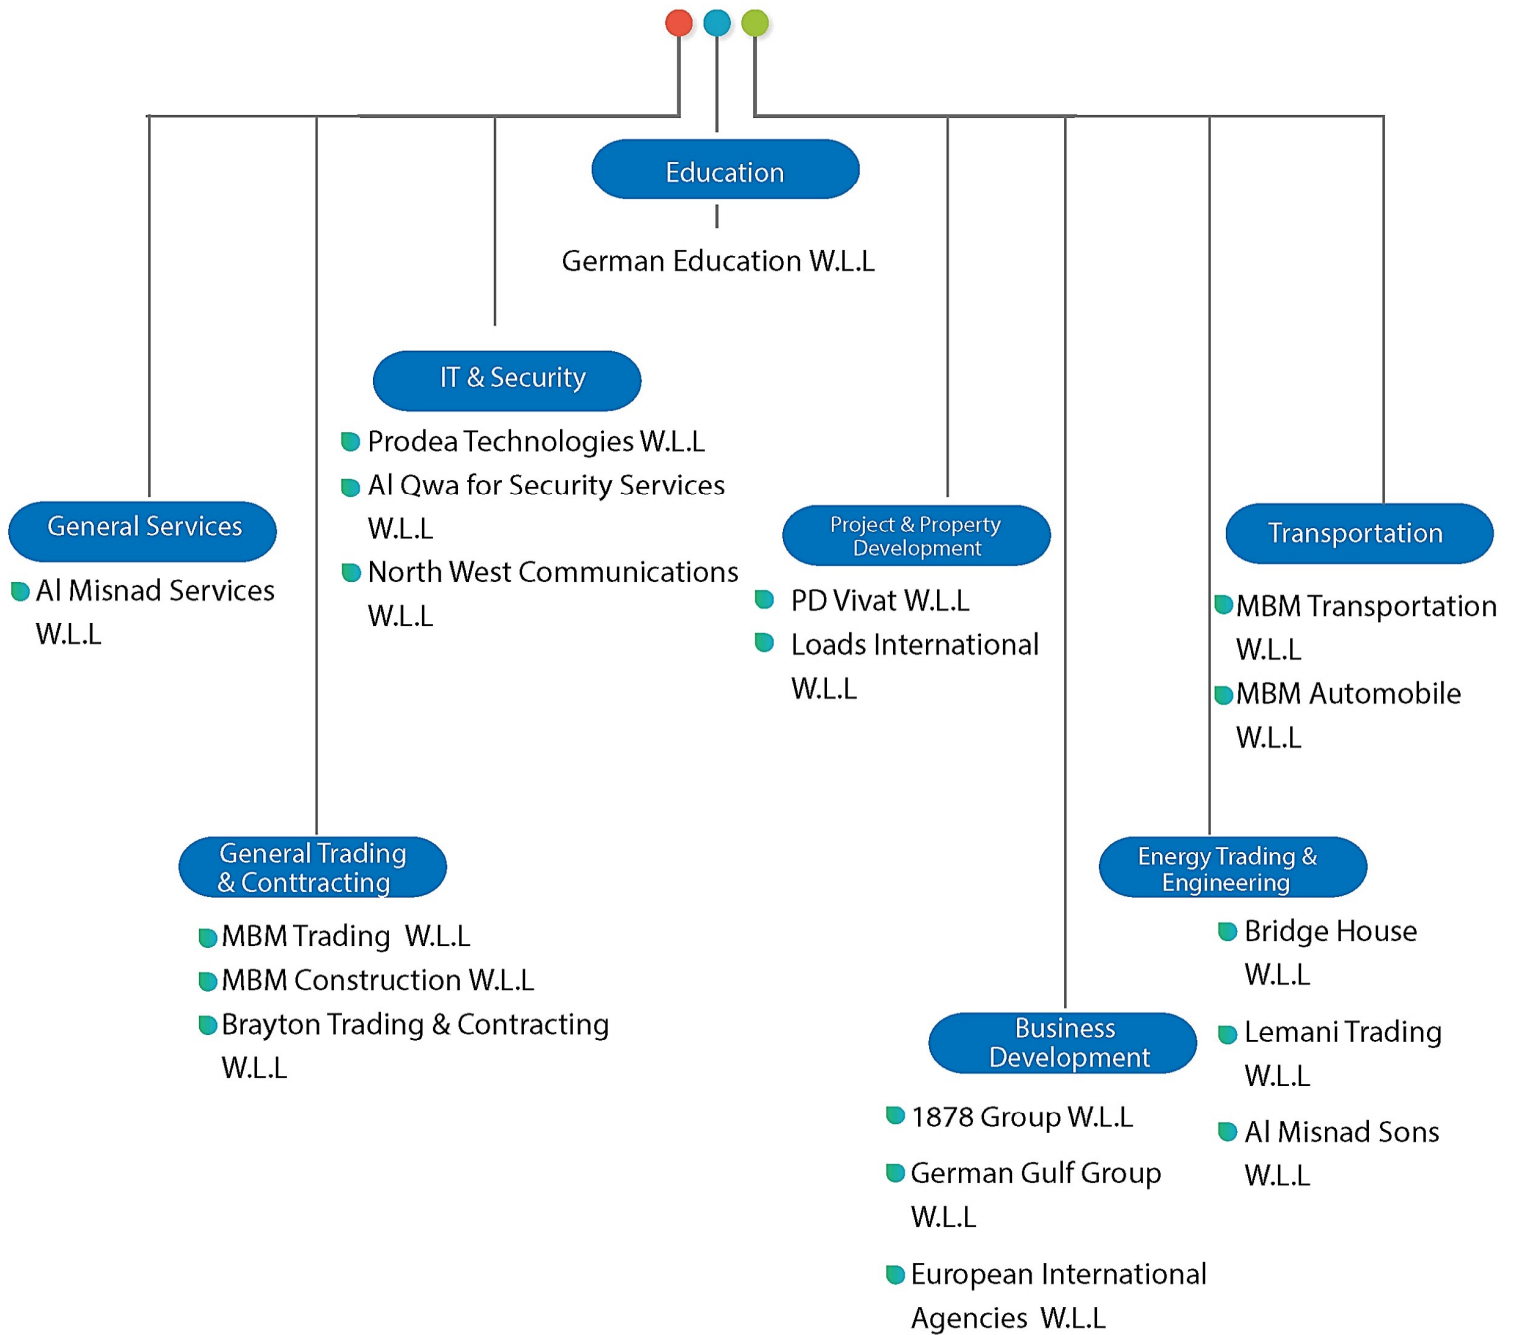 Education
German Education W.L.L
IT & Security
Prodea Technologies W.L.L
Al Qwa for Security Services
W.L.L
North West Communications
W.L.L
General Services
Al Misnad Services
W.L.L
Project & Property
Development
PD Vivat W.L.L
Loads International
W.L.L
Transportation
MBM Transportation
W.L.L
MBM Automobile
W.L.L
General Trading
& Conttracting
MBM Trading W.L.L
MBM Construction W.L.L
Brayton Trading & Contracting
W.L.L
Energy Trading &
Engineering
Bridge House
W.L.L
Lemani Trading
W.L.L
Al Misnad Sons
W.L.L
Business
Development
1878 Group W.L.L
German Gulf Group
W.L.L
European International
Agencies W.L.L